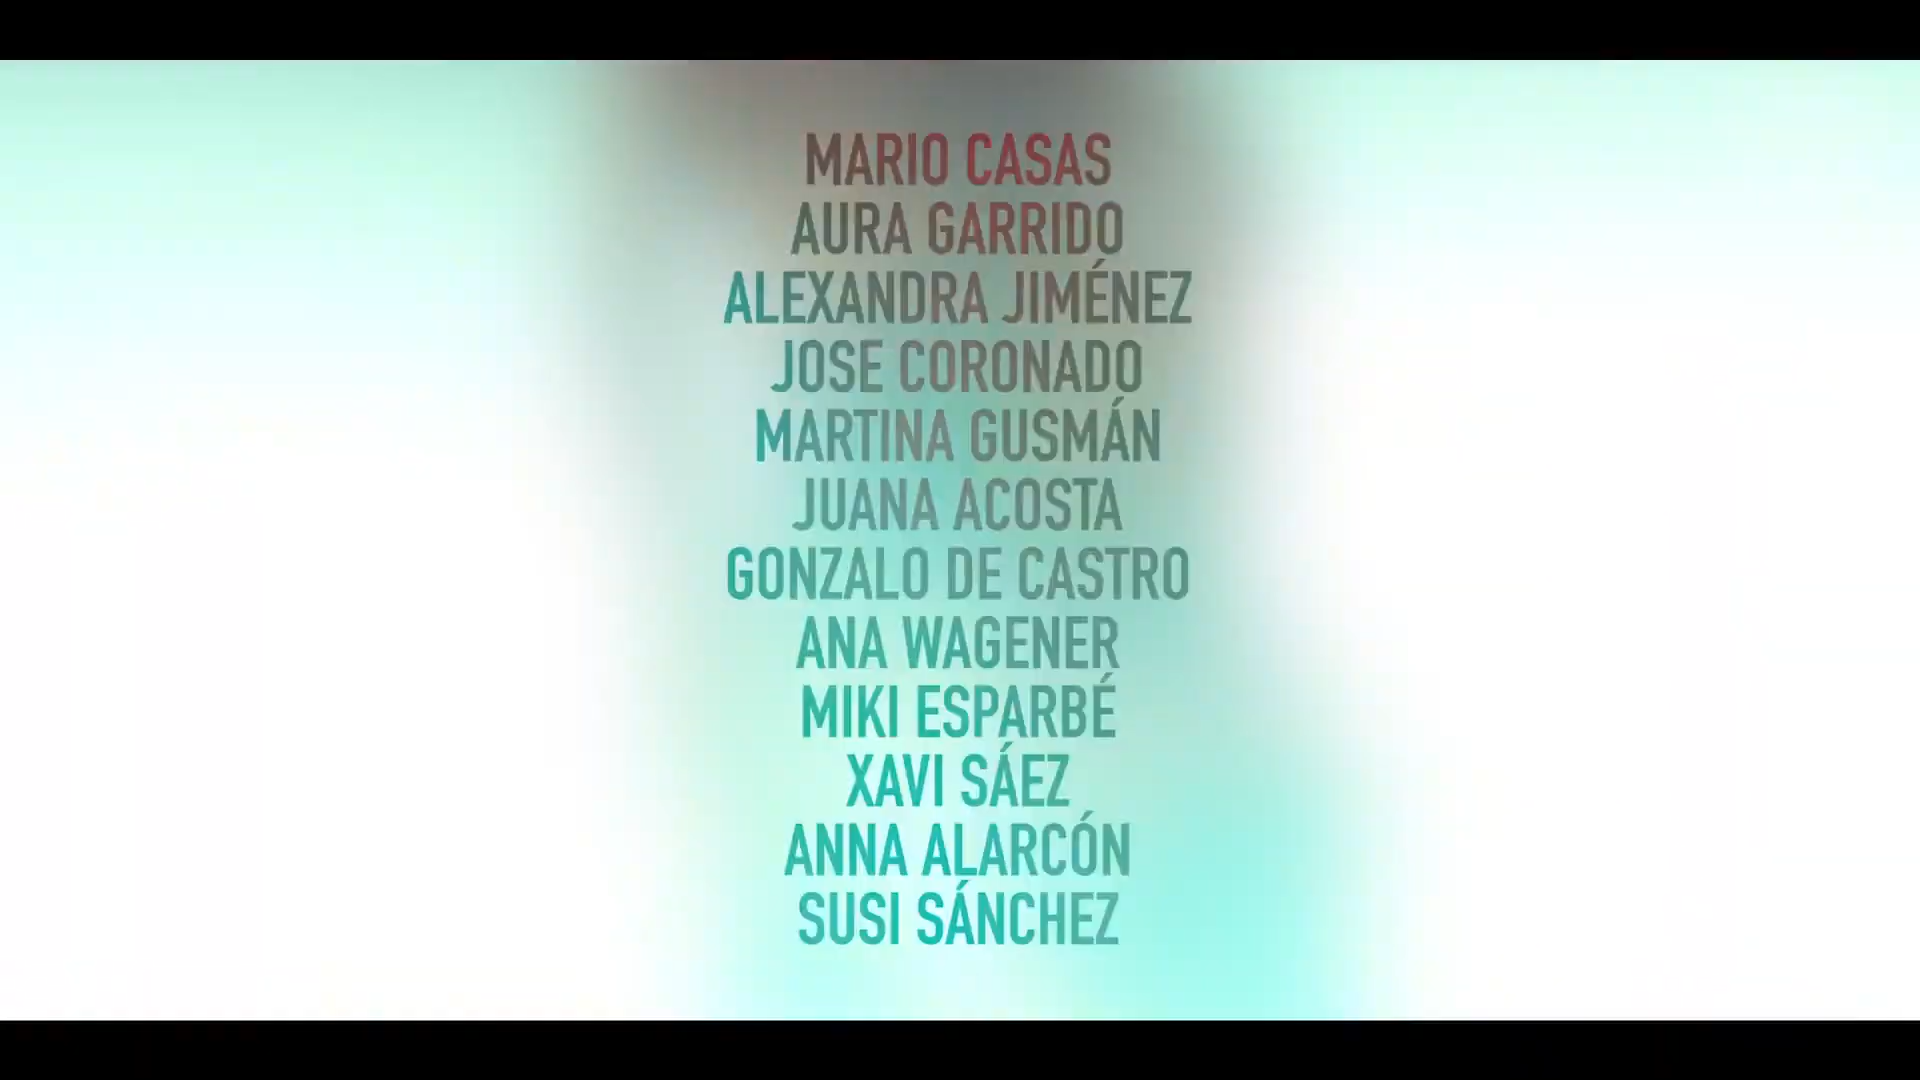 MARIO CASAS
AURA GARRIDO
ALEXANDRA JIMÉNEZ
JOSE CORONADO
MARTINA GUSMÁN
JUANA ACOSTA
GONZALO DE CASTRO
ANA WAGENER
MIKI ESPARBÉ
XAVI SÁEZ
ANNA ALARCÓN
SUSI SÁNCHEZ